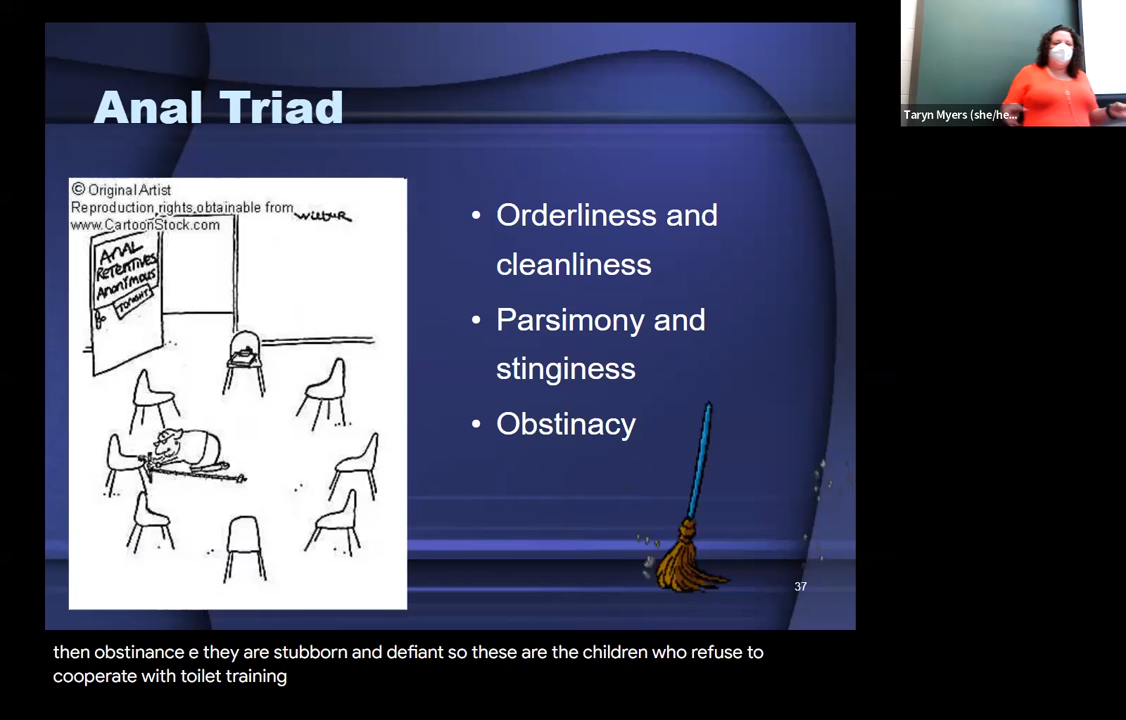 Anal Triad
© Original Artist
Reproduction rights obtainable from
www.CartoonStock.com
WILBUR
ANAL
RETENTIVES
ANONYMOUS
TONIGHT
• Orderliness and
cleanliness
• Parsimony and
stinginess
• Obstinacy
37
Taryn Myers (she/he...
then obstinance e they are stubborn and defiant so these are the children who refuse to
cooperate with toilet training